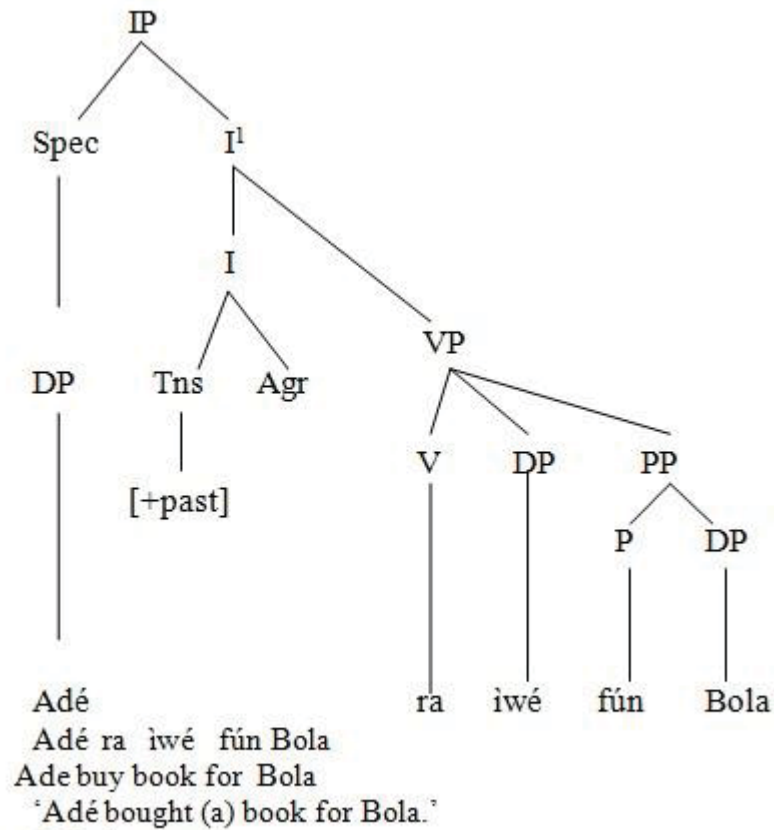 IP
Spec I¹
I
VP
DP Tns Agr
V DP PP
[+past]
P DP
Adé ra ìwé fún Bola
Adé ra ìwé fún Bola
Ade buy book for Bola
‘Adé bought (a) book for Bola.’